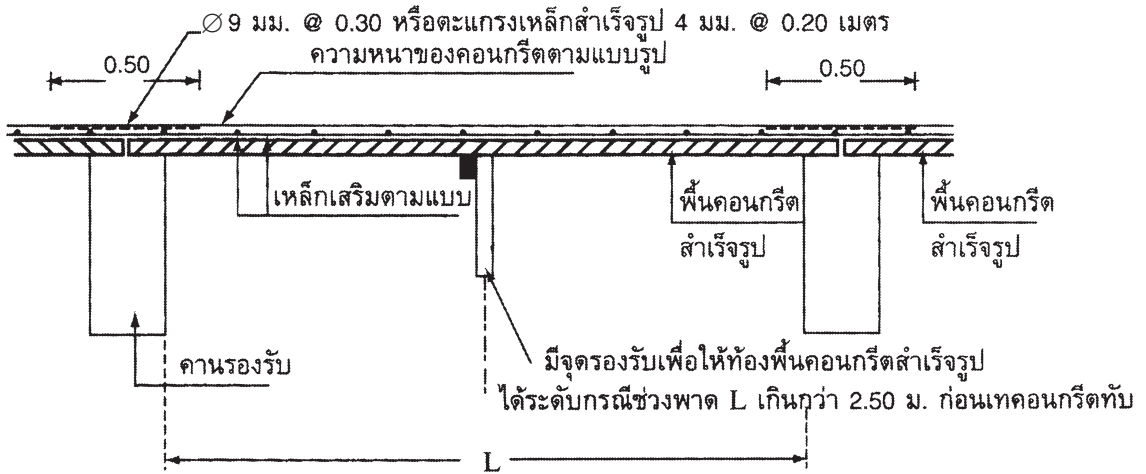 ∅ 9 มม. @ 0.30 หรือตะแกรงเหล็กสำเร็จรูป 4 มม. @ 0.20 เมตร
ความหนาของคอนกรีตตามแบบรูป
0.50
0.50
เหล็กเสริมตามแบบ
พื้นคอนกรีต
สำเร็จรูป
พื้นคอนกรีต
สำเร็จรูป
คานรองรับ
มีจุดรองรับเพื่อให้ท้องพื้นคอนกรีตสำเร็จรูป
ได้ระดับกรณีช่วงพาด L เกินกว่า 2.50 ม. ก่อนเทคอนกรีตทับ
L